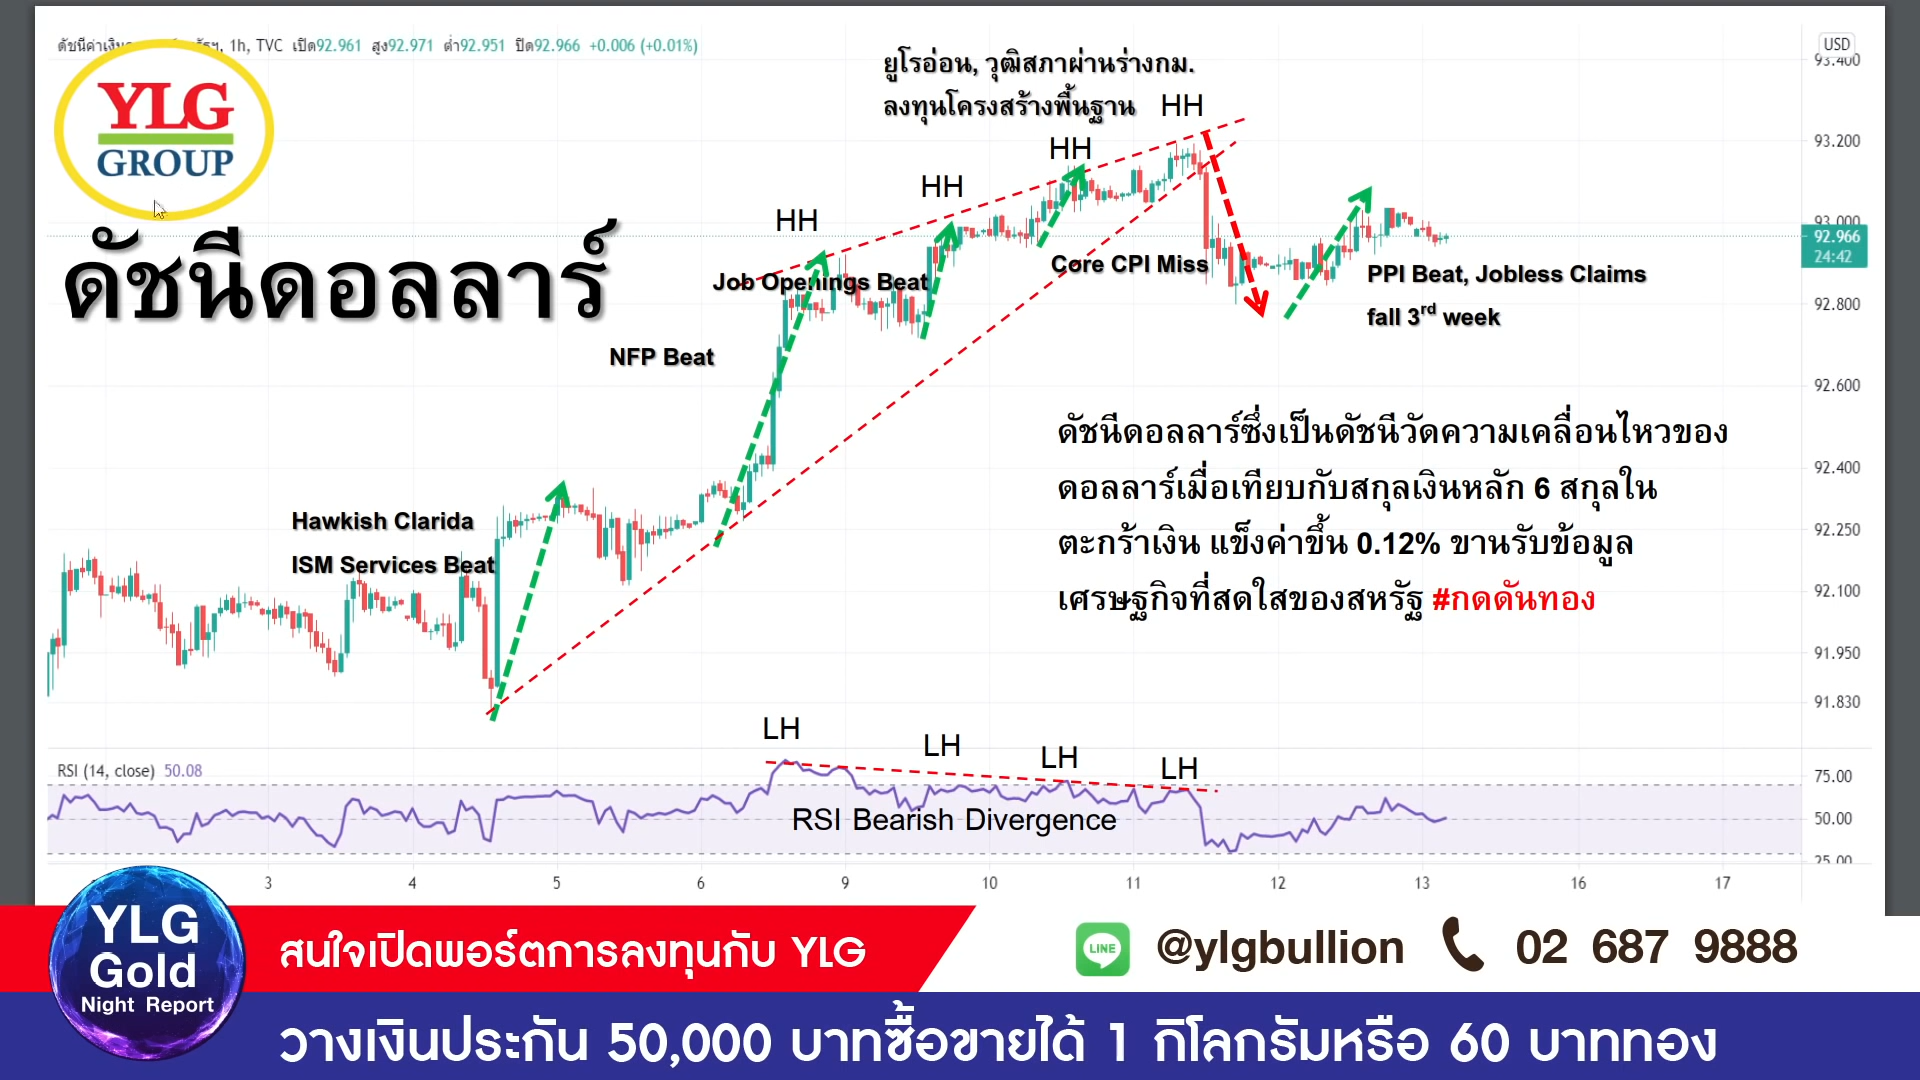 ดัชนีค่าเงิน, 1h, TVC เปิด92.961 สูง92.971 ต่ำ92.951 ปิด92.966 +0.006 (+0.01%)
USD
YLG
GROUP
ดัชนีดอลลาร์
ยูโรอ่อน, วุฒิสภาผ่านร่างกม.
ลงทุนโครงสร้างพื้นฐาน
HH
HH
HH
HH
Job Openings Beat
Core CPI Miss
NFP Beat
PPI Beat, Jobless Claims
fall 3rd week
Hawkish Clarida
ISM Services Beat
ดัชนีดอลลาร์ซึ่งเป็นดัชนีวัดความเคลื่อนไหวของ
ดอลลาร์เมื่อเทียบกับสกุลเงินหลัก 6 สกุลใน
ตะกร้าเงิน แข็งค่าขึ้น 0.12% ขานรับข้อมูล
เศรษฐกิจที่สดใสของสหรัฐ #กดดันทอง
93.400
93.200
93.000
92.966
24:42
92.800
92.600
92.400
92.250
92.100
91.950
91.830
LH
LH
LH
LH
RSI (14, close) 50.08
RSI Bearish Divergence
75.00
50.00
25.00
3 4 5 6 9 10 11 12 13 16 17
YLG
Gold
Night Report
สนใจเปิดพอร์ตการลงทุนกับ YLG
LINE
@ylgbullion
02 687 9888
วางเงินประกัน 50,000 บาทซื้อขายได้ 1 กิโลกรัมหรือ 60 บาททอง